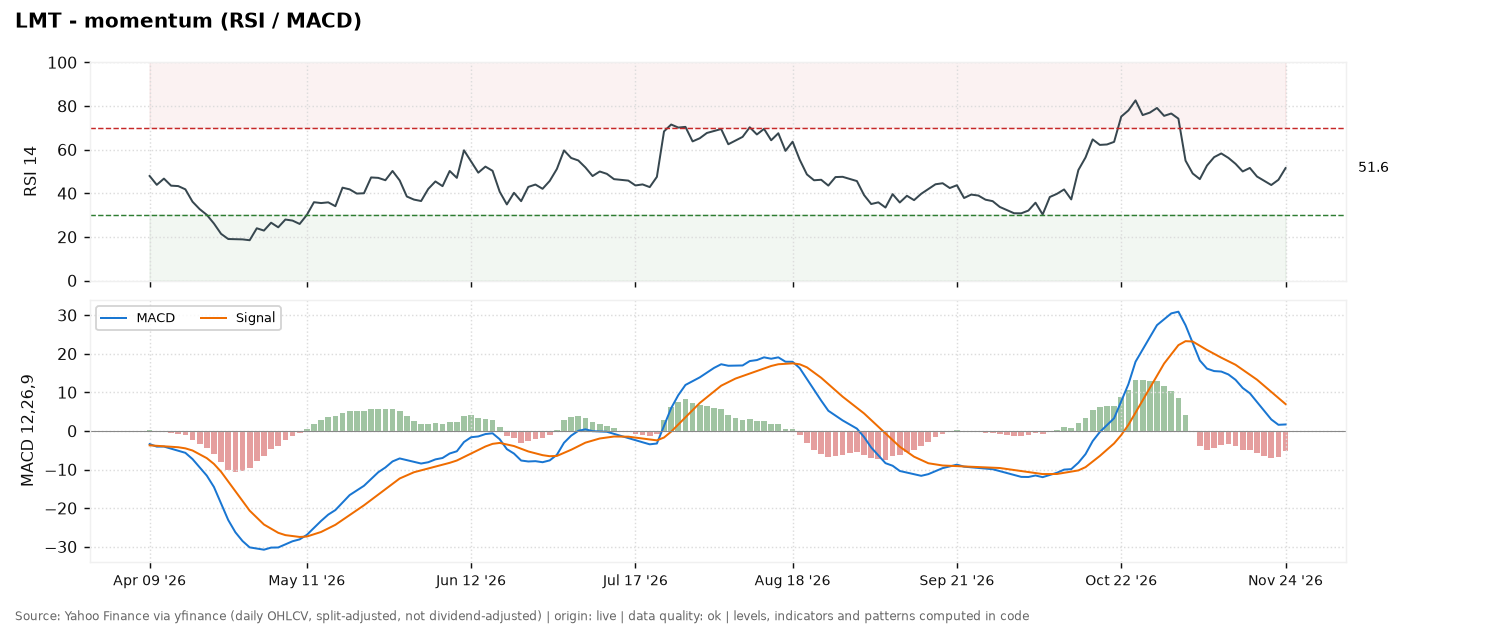 LMT - momentum (RSI / MACD)
100
80
60
40
20
0
RSI 14
51.6
MACD
Signal
30
20
10
0
−10
−20
−30
MACD 12,26,9
Apr 09 '26
May 11 '26
Jun 12 '26
Jul 17 '26
Aug 18 '26
Sep 21 '26
Oct 22 '26
Nov 24 '26
Source: Yahoo Finance via yfinance (daily OHLCV, split-adjusted, not dividend-adjusted) | origin: live | data quality: ok | levels, indicators and patterns computed in code